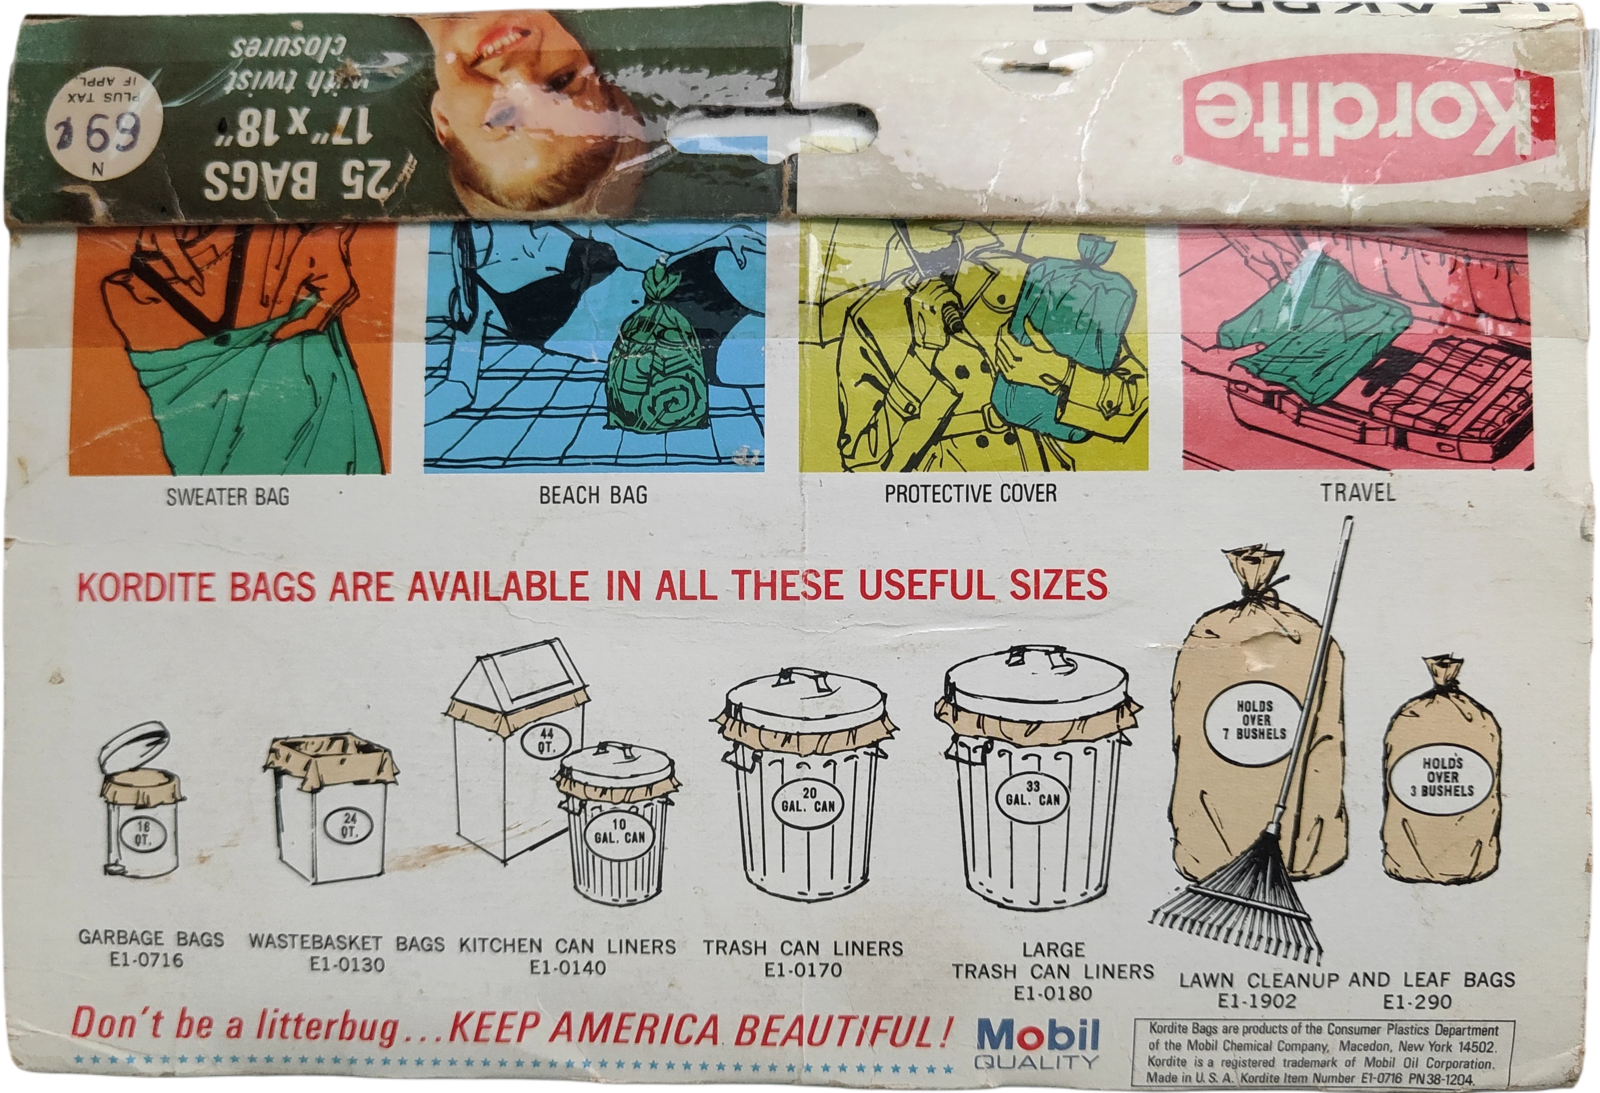 LEAKPROOF
Kordite®
25 BAGS
17" x 18"
with twist
closures
N
69¢
PLUS TAX
IF APPL.
SWEATER BAG
BEACH BAG
PROTECTIVE COVER
TRAVEL
KORDITE BAGS ARE AVAILABLE IN ALL THESE USEFUL SIZES
16
QT.
24
QT.
44
QT.
10
GAL. CAN
20
GAL. CAN
33
GAL. CAN
HOLDS
OVER
7 BUSHELS
HOLDS
OVER
3 BUSHELS
GARBAGE BAGS
E1-0716
WASTEBASKET BAGS
E1-0130
KITCHEN CAN LINERS
E1-0140
TRASH CAN LINERS
E1-0170
LARGE
TRASH CAN LINERS
E1-0180
LAWN CLEANUP AND LEAF BAGS
E1-1902 E1-290
Don't be a litterbug...KEEP AMERICA BEAUTIFUL!
Mobil
QUALITY
Kordite Bags are products of the Consumer Plastics Department
of the Mobil Chemical Company, Macedon, New York 14502.
Kordite is a registered trademark of Mobil Oil Corporation.
Made in U. S. A. Kordite Item Number E1-0716 PN38-1204.